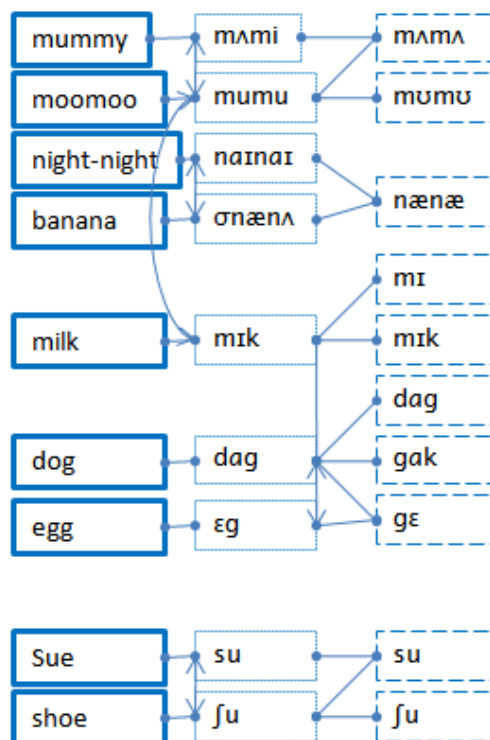 mummy mʌmi mʌmʌ
moomoo mumu mʊmʊ
night-night naɪnaɪ
banana σnænʌ nænæ
mɪ
milk mɪk mɪk
dag
dog dag gak
egg ɛg gɛ
Sue su su
shoe ʃu ʃu